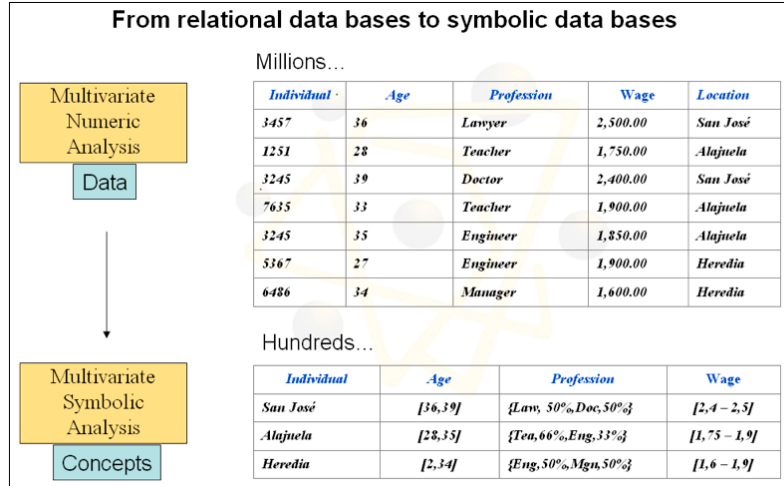 From relational data bases to symbolic data bases
Millions...
Multivariate
Numeric
Analysis
Data
Individual Age Profession Wage Location
3457 36 Lawyer 2,500.00 San José
1251 28 Teacher 1,750.00 Alajuela
3245 39 Doctor 2,400.00 San José
7635 33 Teacher 1,900.00 Alajuela
3245 35 Engineer 1,850.00 Alajuela
5367 27 Engineer 1,900.00 Heredia
6486 34 Manager 1,600.00 Heredia
Hundreds...
Multivariate
Symbolic
Analysis
Concepts
Individual Age Profession Wage
San José [36,39] {Law, 50%,Doc,50%} [2,4 – 2,5]
Alajuela [28,35] {Tea,66%,Eng,33%} [1,75 – 1,9]
Heredia [2,34] {Eng,50%,Mgn,50%} [1,6 – 1,9]